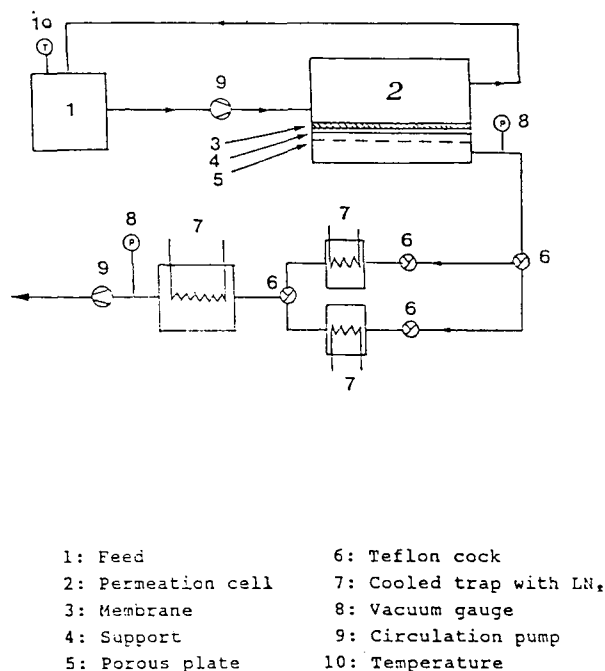 10
T
9
1
2
3
4
5
P
8
7
8
7
6
6
P
9
6
6
7
1: Feed
2: Permeation cell
3: Membrane
4: Support
5: Porous plate
6: Teflon cock
7: Cooled trap with LN₂
8: Vacuum gauge
9: Circulation pump
10: Temperature